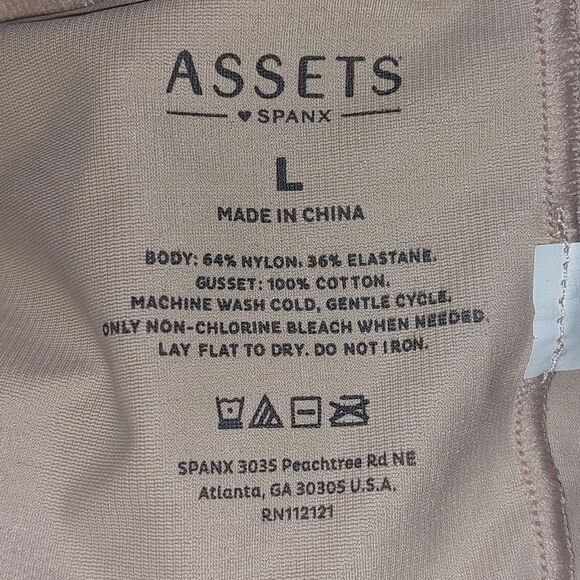 ASSETS
♥ SPANX
L
MADE IN CHINA
BODY: 64% NYLON. 36% ELASTANE.
GUSSET: 100% COTTON.
MACHINE WASH COLD, GENTLE CYCLE.
ONLY NON-CHLORINE BLEACH WHEN NEEDED
LAY FLAT TO DRY. DO NOT IRON.
SPANX 3035 Peachtree Rd NE
Atlanta, GA 30305 U.S.A.
RN112121